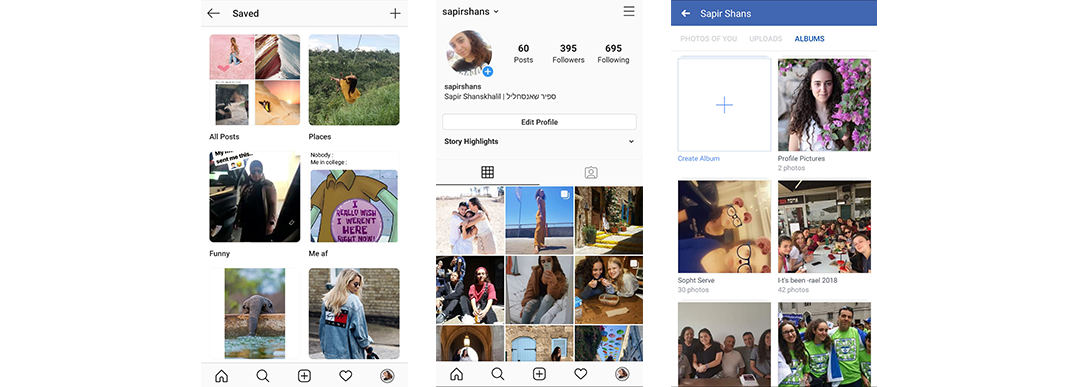 Saved
All Posts
Places
My
sent me this..
Nobody :
Me in college :
I
REALLY WISH
I WEREN'T
HERE
RIGHT NOW!
Funny
Me af
sapirshans
60
Posts
395
Followers
695
Following
sapirshans
Sapir Shanskhalil | ספיר שאנסחליל
Edit Profile
Story Highlights
Sapir Shans
PHOTOS OF YOU
UPLOADS
ALBUMS
Create Album
Profile Pictures
2 photos
Sopht Serve
30 photos
I-t's been -rael 2018
42 photos